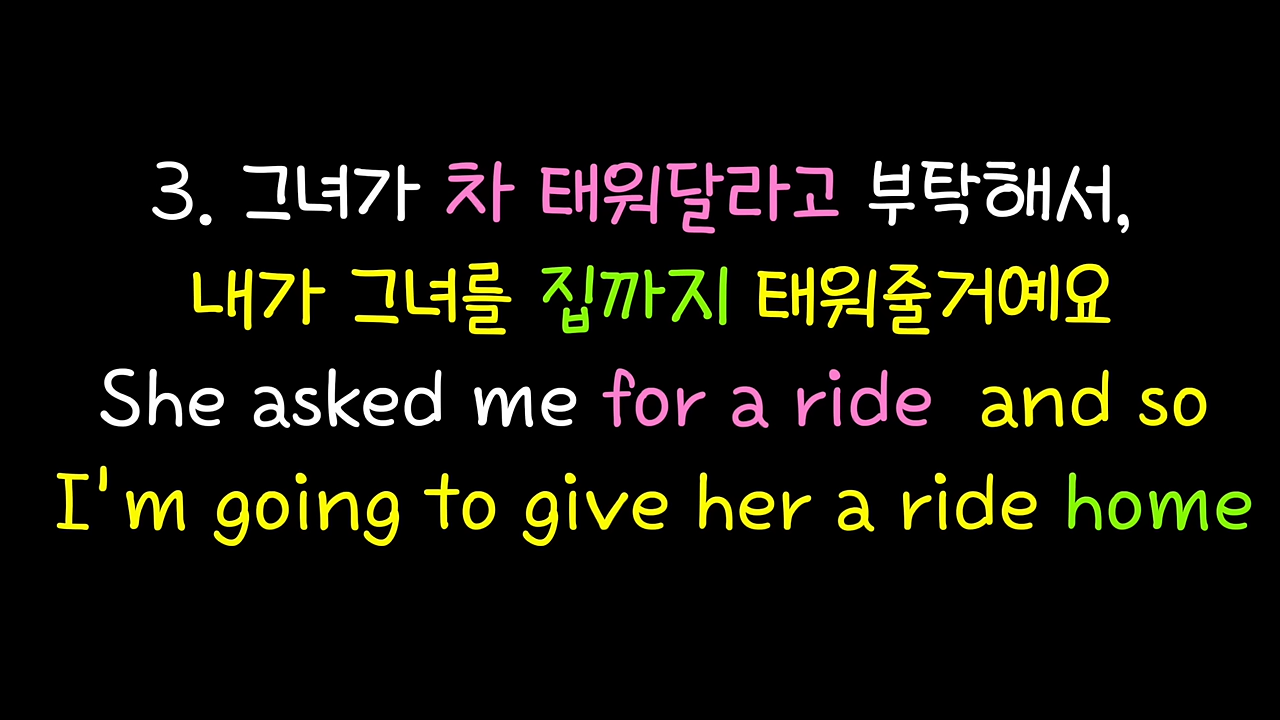 3. 그녀가 차 태워달라고 부탁해서,
내가 그녀를 집까지 태워줄거예요
She asked me for a ride and so
I'm going to give her a ride home